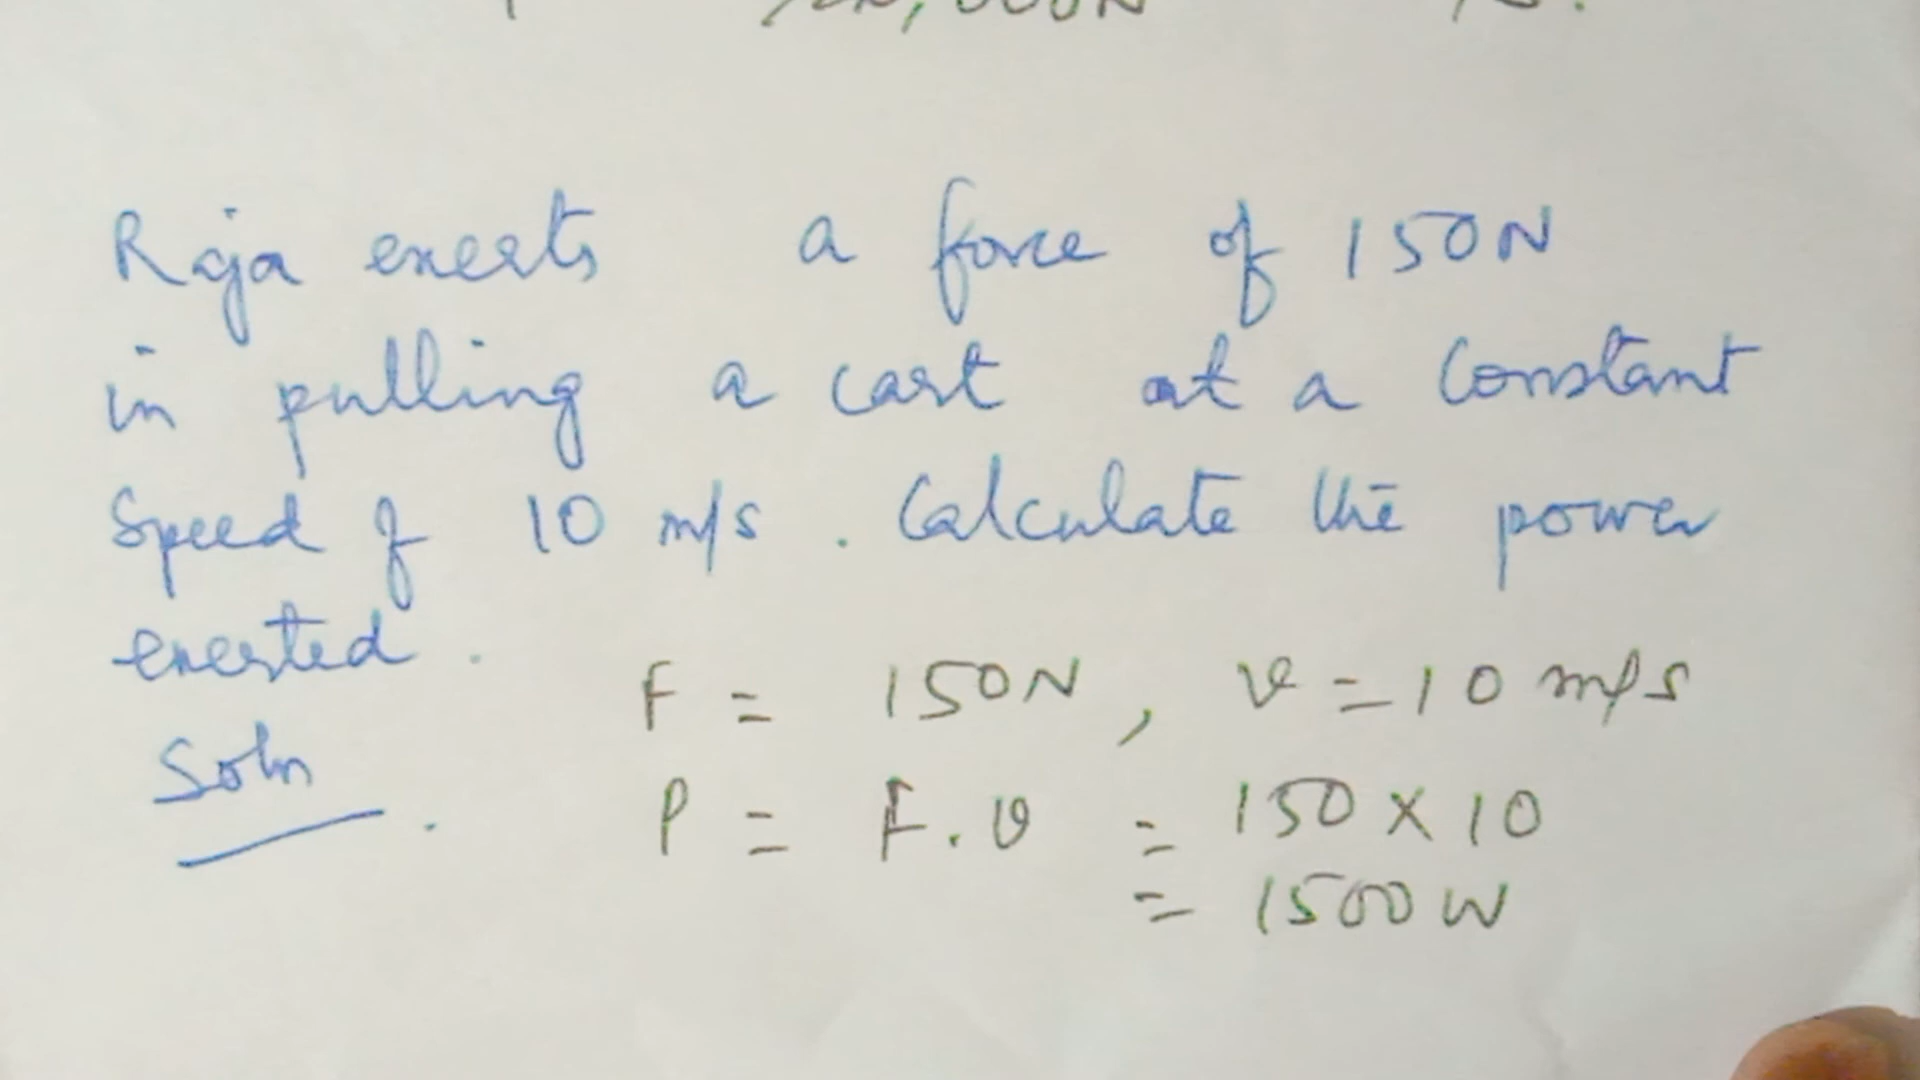 Raja exerts a force of 150N
in pulling a cart at a constant
Speed of 10 m/s. Calculate the power
exerted.
F = 150N, v = 10 m/s
Soln.
P = F.v = 150 x 10
= 1500 W